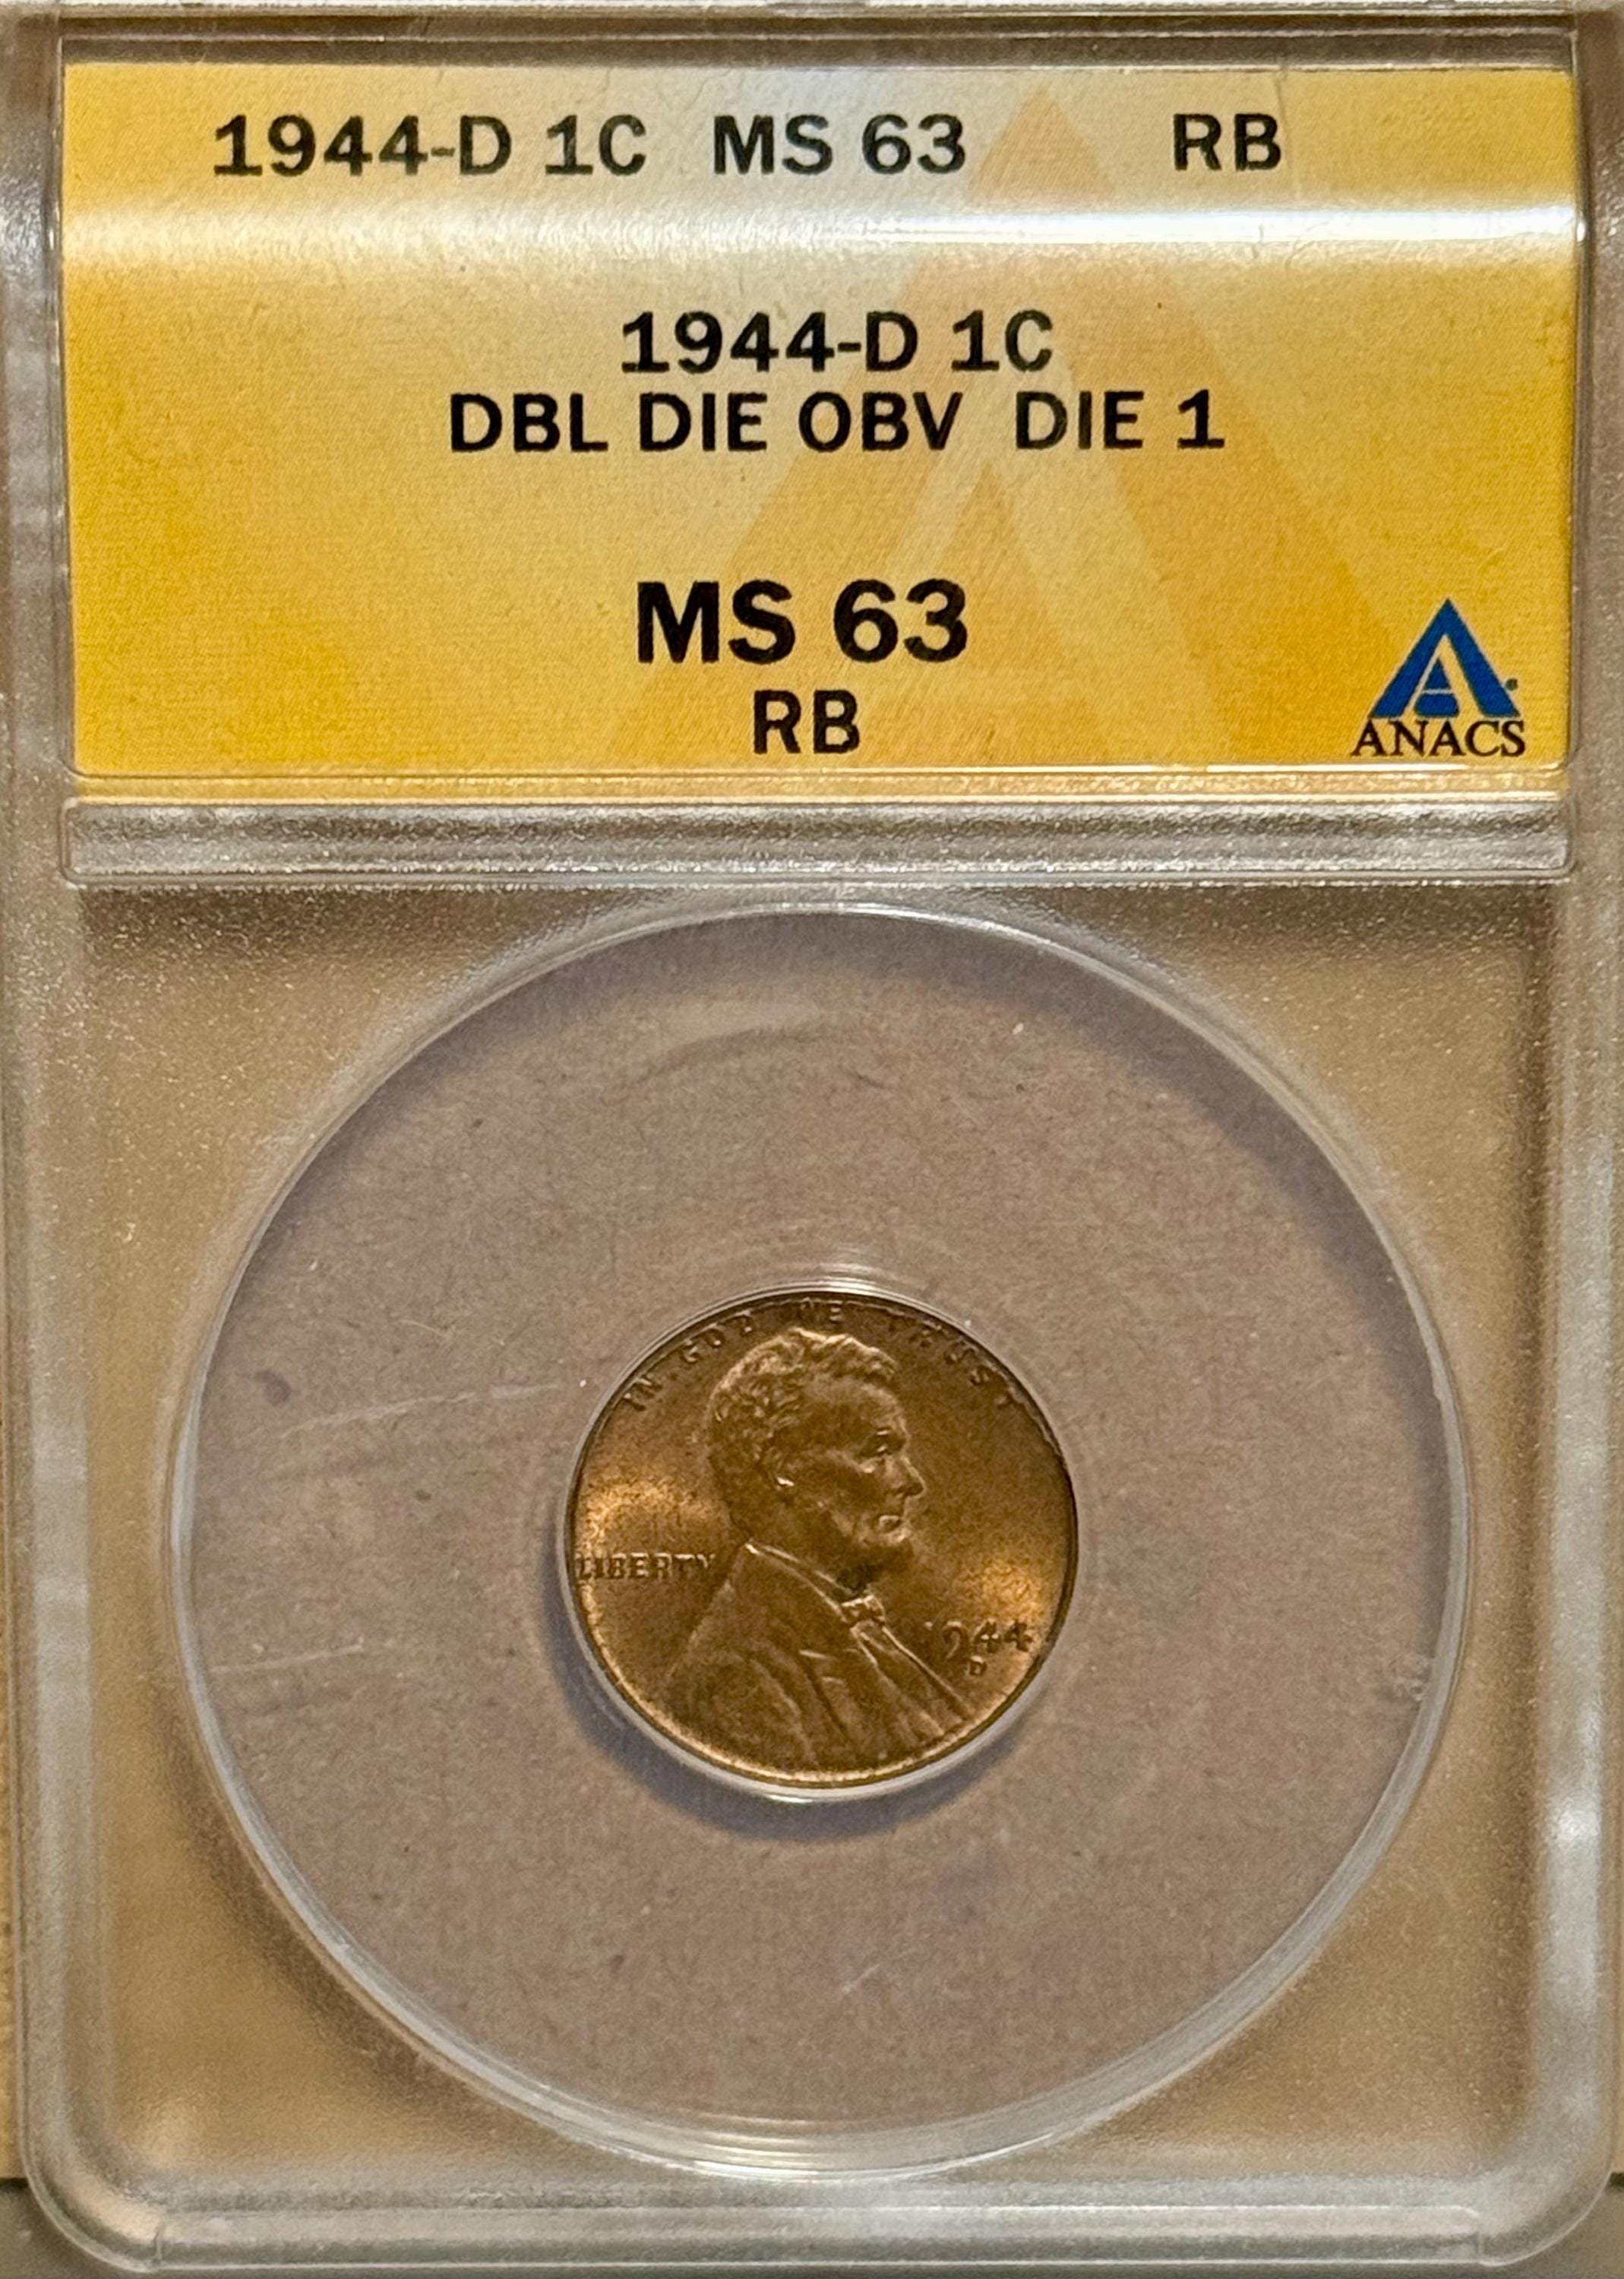 1944-D 1C MS 63 RB
1944-D 1C
DBL DIE OBV DIE 1
MS 63
RB
ANACS
IN GOD WE TRUST
LIBERTY
1944
D